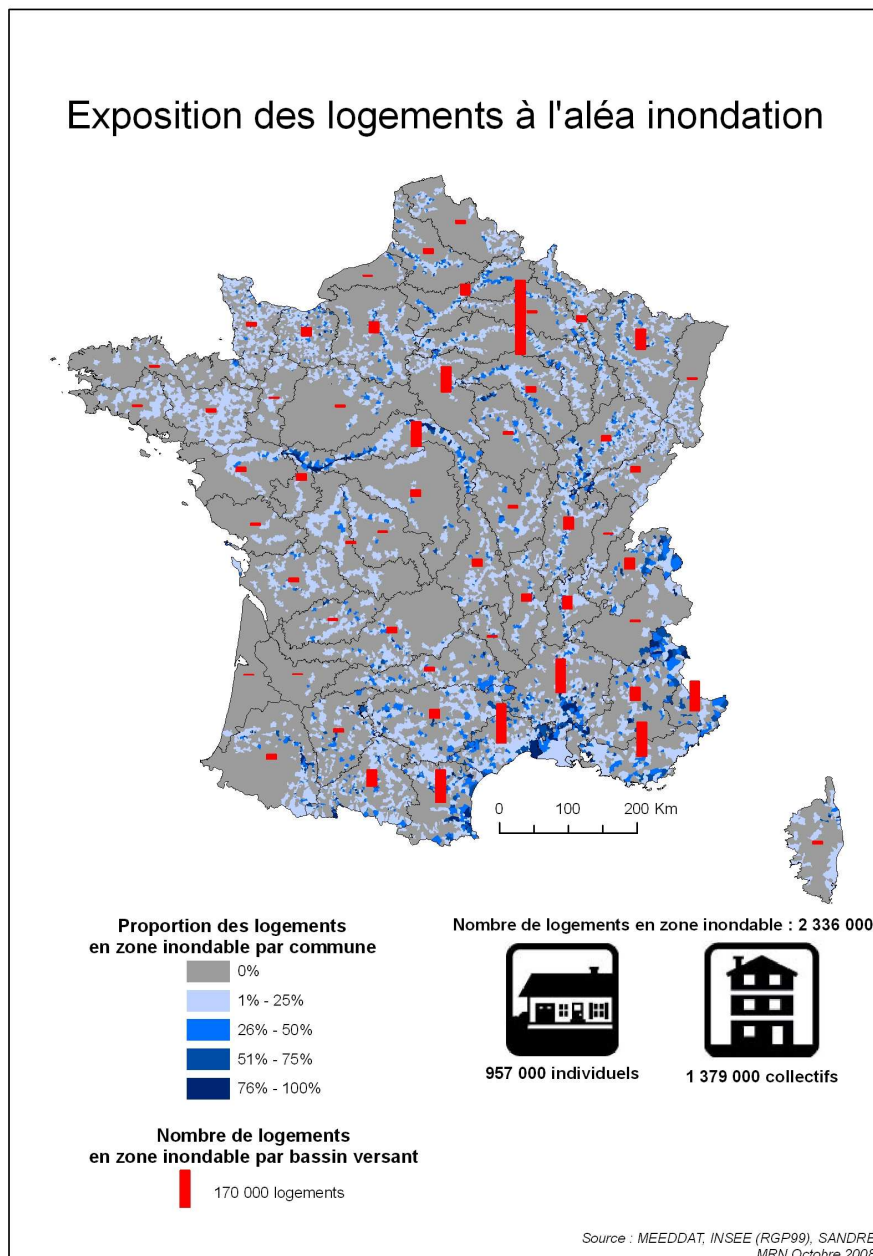 Exposition des logements à l'aléa inondation
0 100 200 Km
Proportion des logements
en zone inondable par commune
0%
1% - 25%
26% - 50%
51% - 75%
76% - 100%
Nombre de logements en zone inondable : 2 336 000
957 000 individuels
1 379 000 collectifs
Nombre de logements
en zone inondable par bassin versant
170 000 logements
Source : MEEDDAT, INSEE (RGP99), SANDRE
MRN Octobre 2008